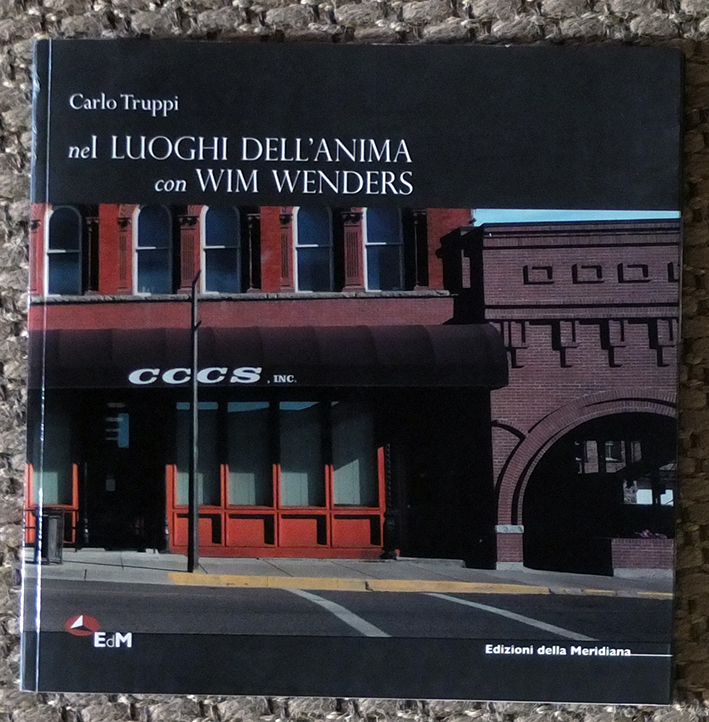 Carlo Truppi
nel LUOGHI DELL'ANIMA
con WIM WENDERS
CCCS, INC.
EdM
Edizioni della Meridiana